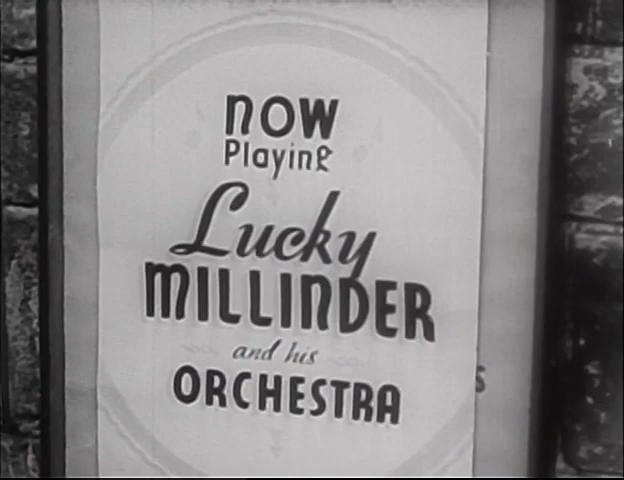 NOW
Playing
Lucky
MILLINDER
and his
ORCHESTRA
S